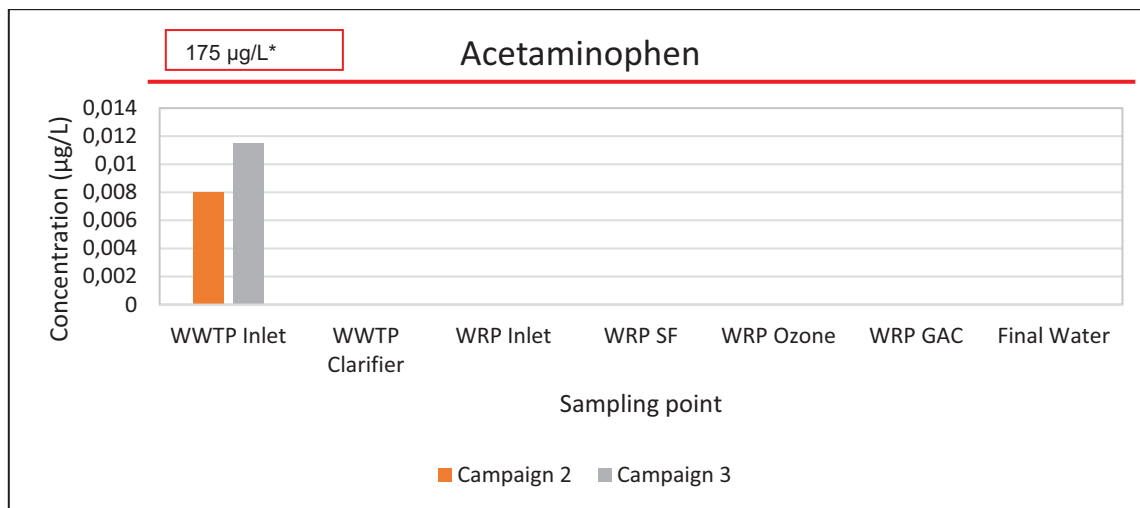 175 µg/L*
Acetaminophen
Concentration (µg/L)
0,014
0,012
0,01
0,008
0,006
0,004
0,002
0
WWTP Inlet
WWTP
Clarifier
WRP Inlet
WRP SF
WRP Ozone
WRP GAC
Final Water
Sampling point
Campaign 2
Campaign 3